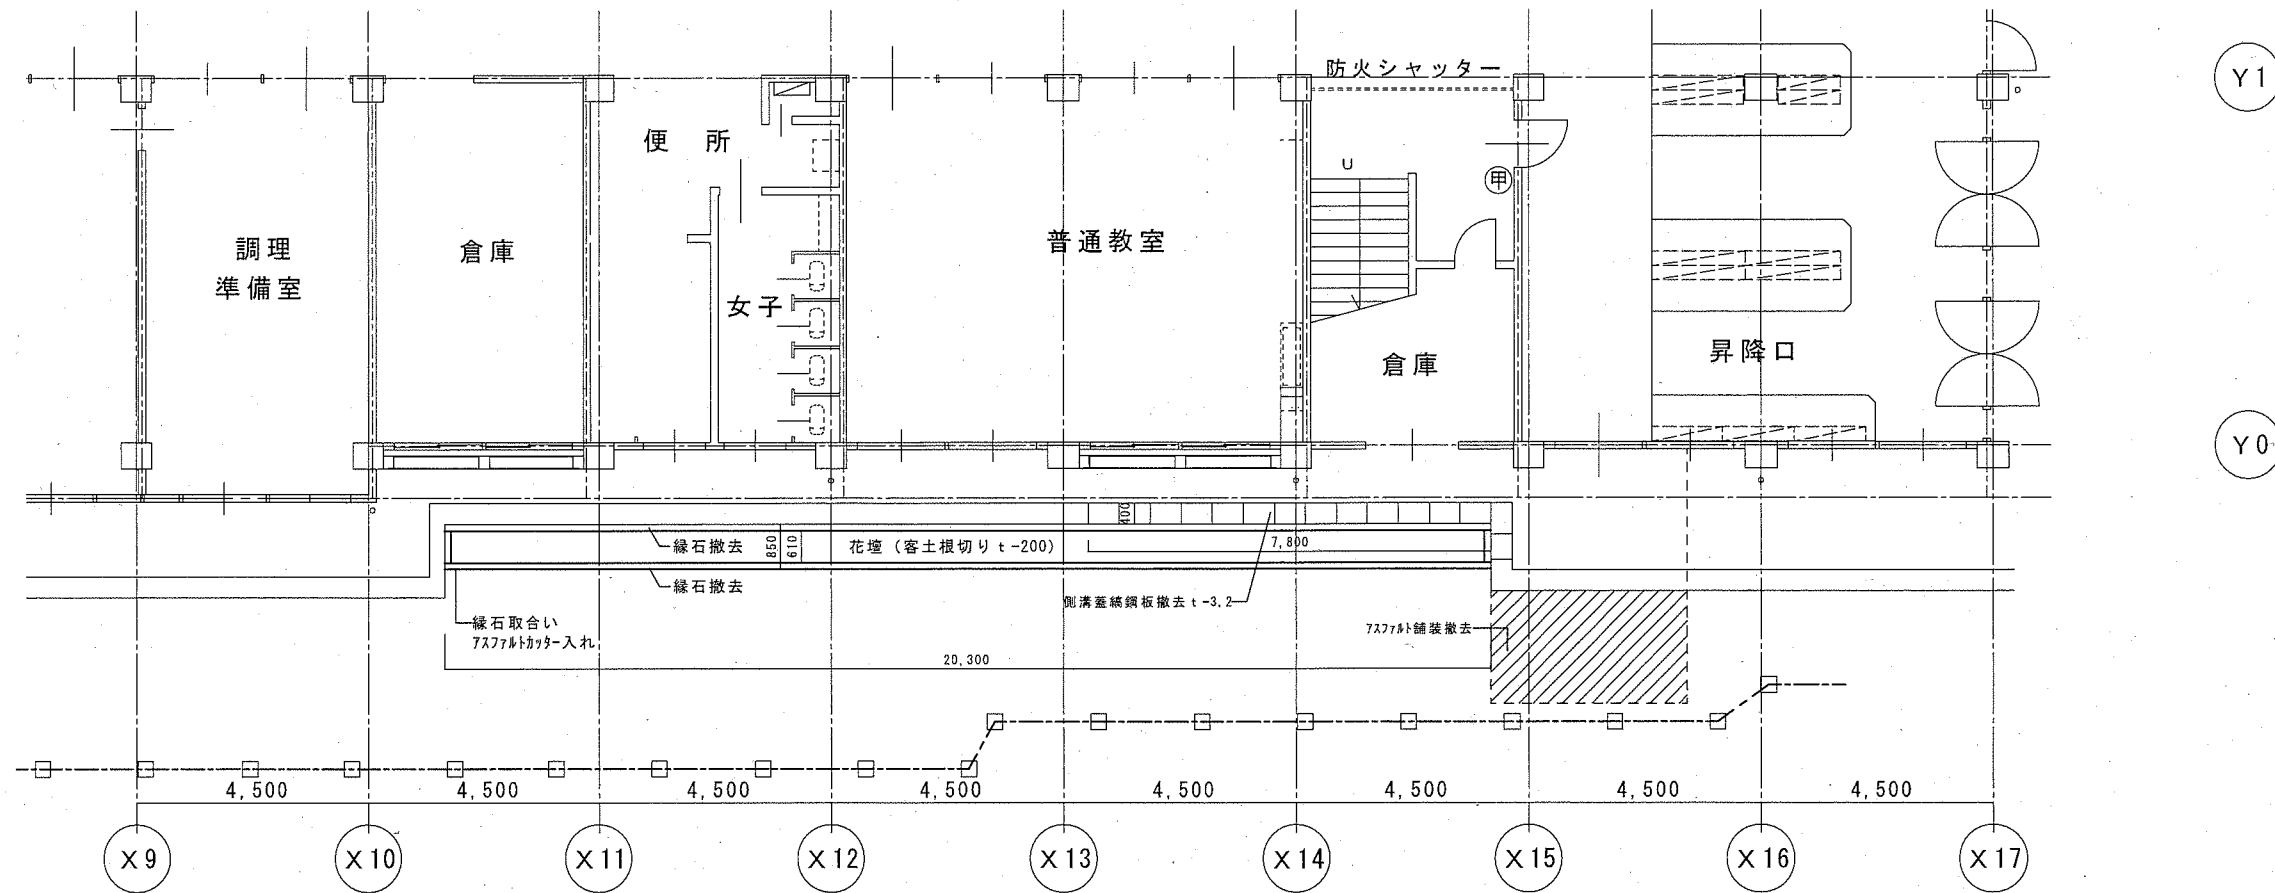 防火シャッター
Y1
便 所
U
甲
調理
準備室
倉庫
普通教室
女子
倉庫
昇降口
Y0
400
縁石撤去
850
610
花壇 (客土根切り t-200)
7,800
縁石撤去
側溝蓋縞鋼板撤去 t-3.2
縁石取合い
アスファルトカッター入れ
アスファルト舗装撤去
20,300
4,500
4,500
4,500
4,500
4,500
4,500
4,500
4,500
X9
X10
X11
X12
X13
X14
X15
X16
X17